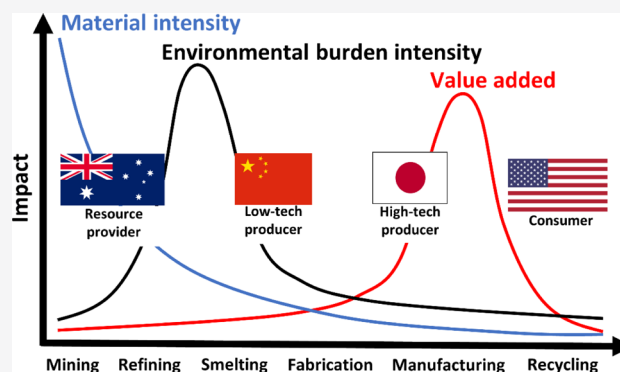 Material intensity
Environmental burden intensity
Value added
Impact
Resource
provider
Low-tech
producer
High-tech
producer
Consumer
Mining Refining Smelting Fabrication Manufacturing Recycling